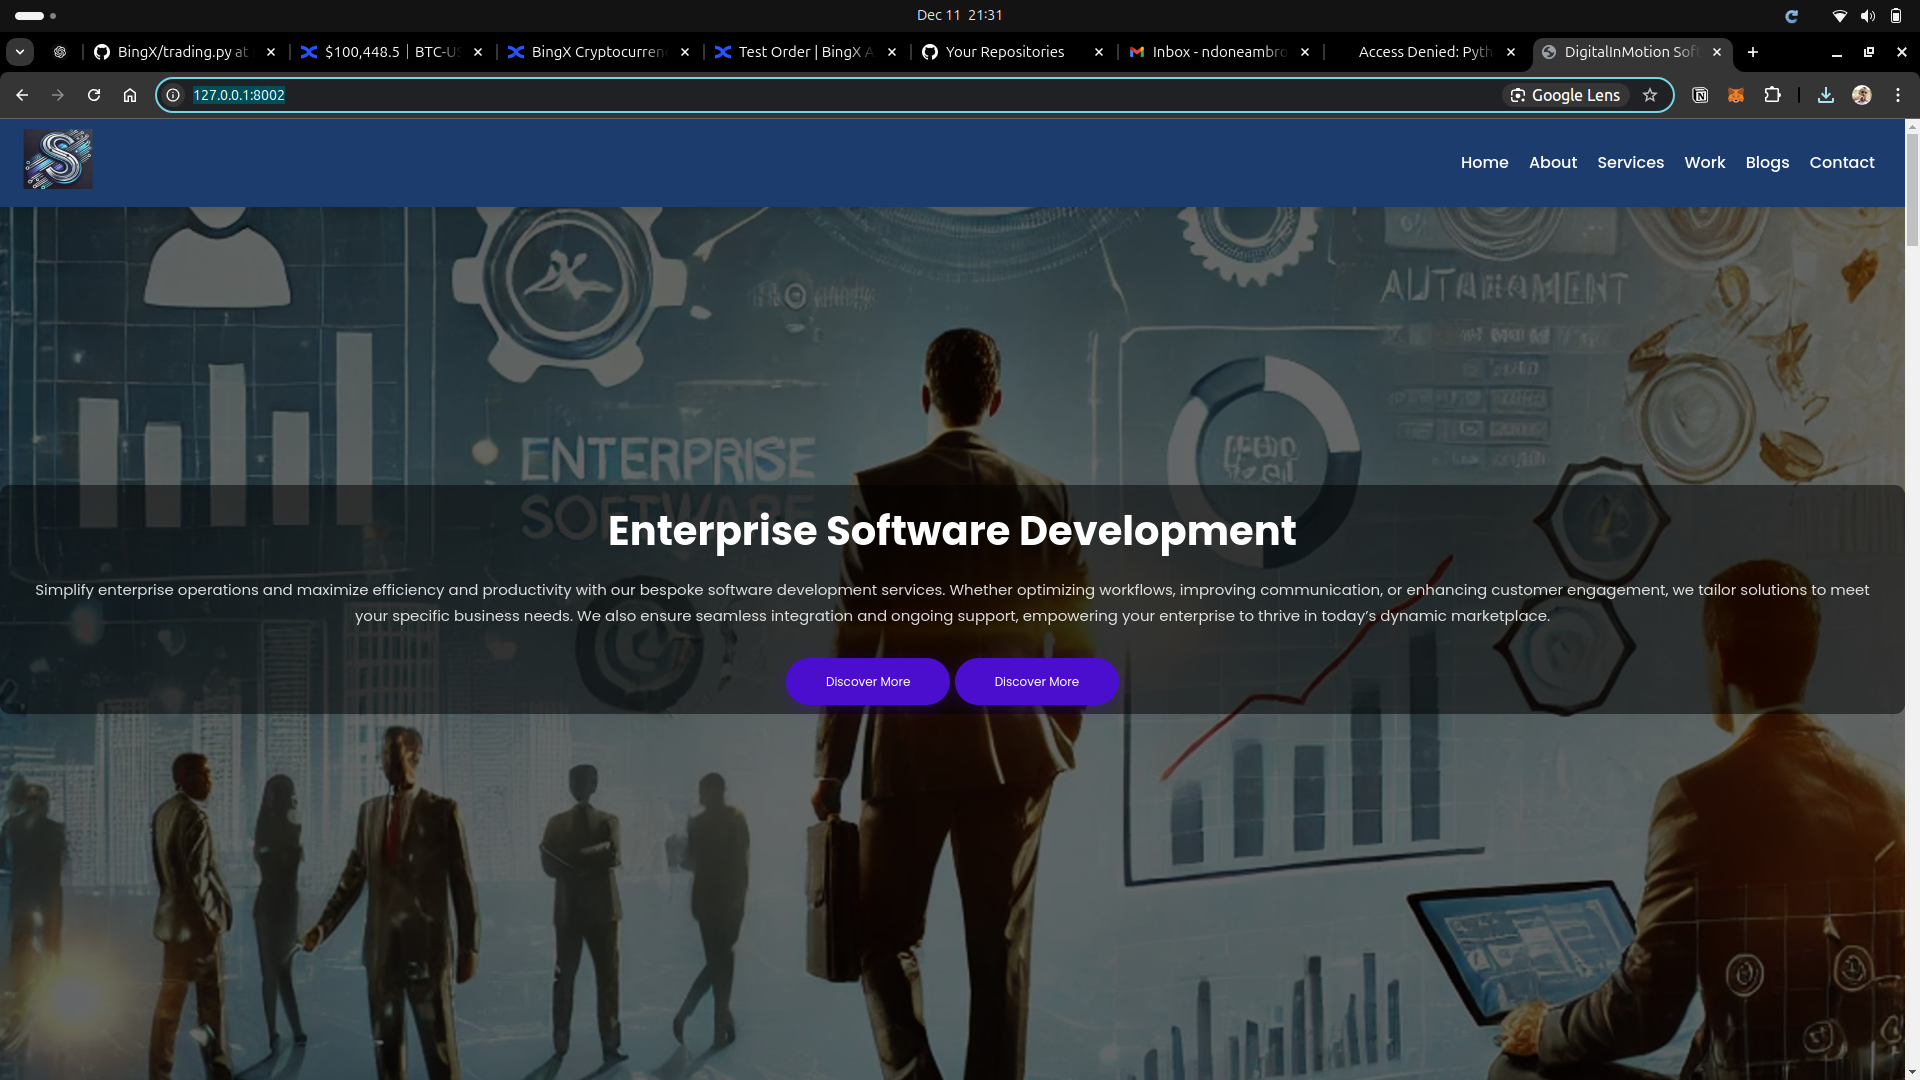 Dec 11 21:31
BingX/trading.py at
$100,448.5 | BTC-US
BingX Cryptocurren
Test Order | BingX A
Your Repositories
Inbox - ndoneambro
Access Denied: Pyth
DigitalInMotion Soft
127.0.0.1:8002
Google Lens
Home
About
Services
Work
Blogs
Contact
ENTERPRISE
SOFTWARE
Enterprise Software Development
Simplify enterprise operations and maximize efficiency and productivity with our bespoke software development services. Whether optimizing workflows, improving communication, or enhancing customer engagement, we tailor solutions to meet
your specific business needs. We also ensure seamless integration and ongoing support, empowering your enterprise to thrive in today’s dynamic marketplace.
Discover More
Discover More